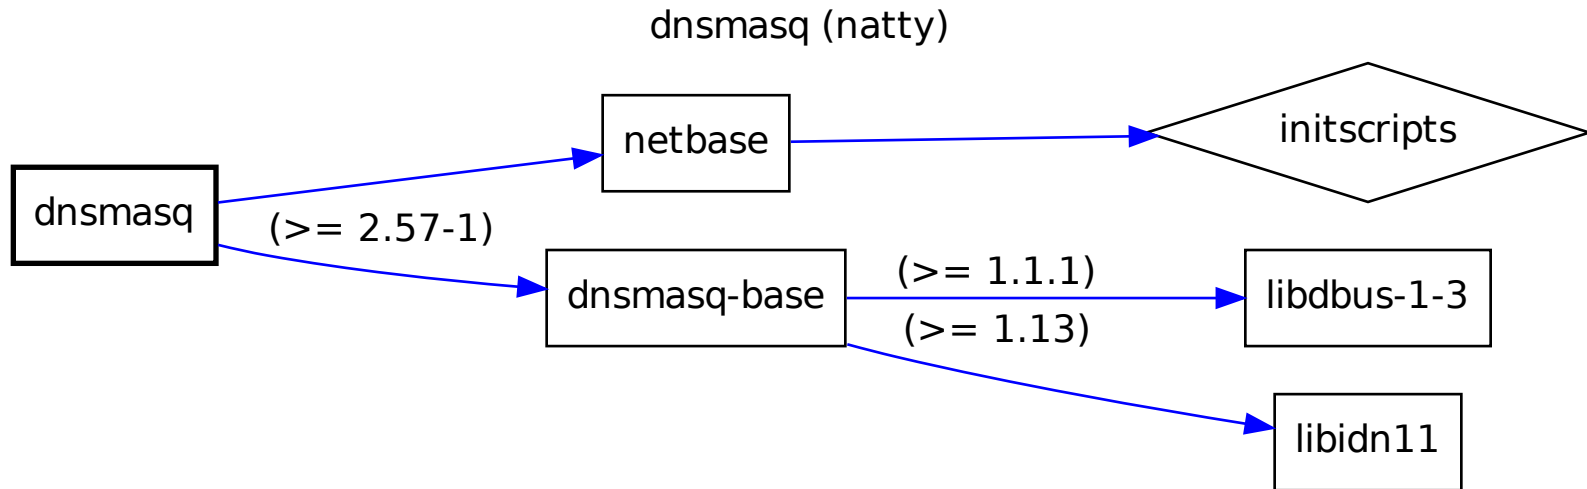 dnsmasq (natty)
netbase
initscripts
dnsmasq
(>= 2.57-1)
dnsmasq-base
(>= 1.1.1)
libdbus-1-3
(>= 1.13)
libidn11